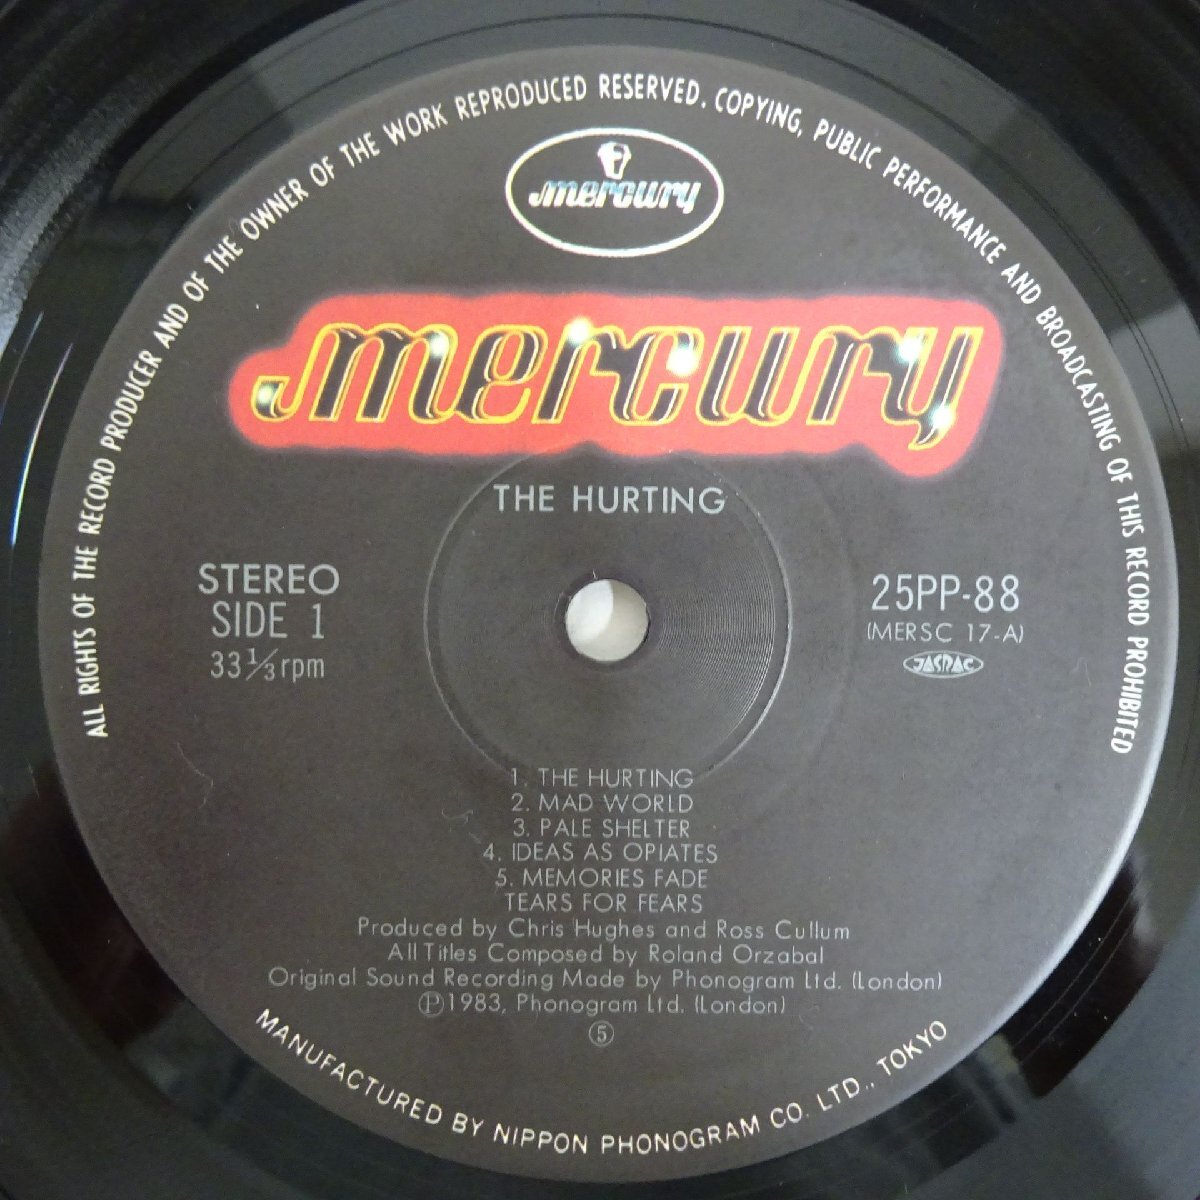 ALL RIGHTS OF THE RECORD PRODUCER AND OF THE OWNER OF THE WORK REPRODUCED RESERVED. COPYING, PUBLIC PERFORMANCE AND BROADCASTING OF THIS RECORD PROHIBITED
mercury
mercury
THE HURTING
STEREO
SIDE 1
33 1/3 rpm
25PP-88
(MERSC 17-A)
JASRAC
1. THE HURTING
2. MAD WORLD
3. PALE SHELTER
4. IDEAS AS OPIATES
5. MEMORIES FADE
TEARS FOR FEARS
Produced by Chris Hughes and Ross Cullum
All Titles Composed by Roland Orzabal
Original Sound Recording Made by Phonogram Ltd. (London)
℗1983, Phonogram Ltd. (London)
⑤
MANUFACTURED BY NIPPON PHONOGRAM CO. LTD., TOKYO